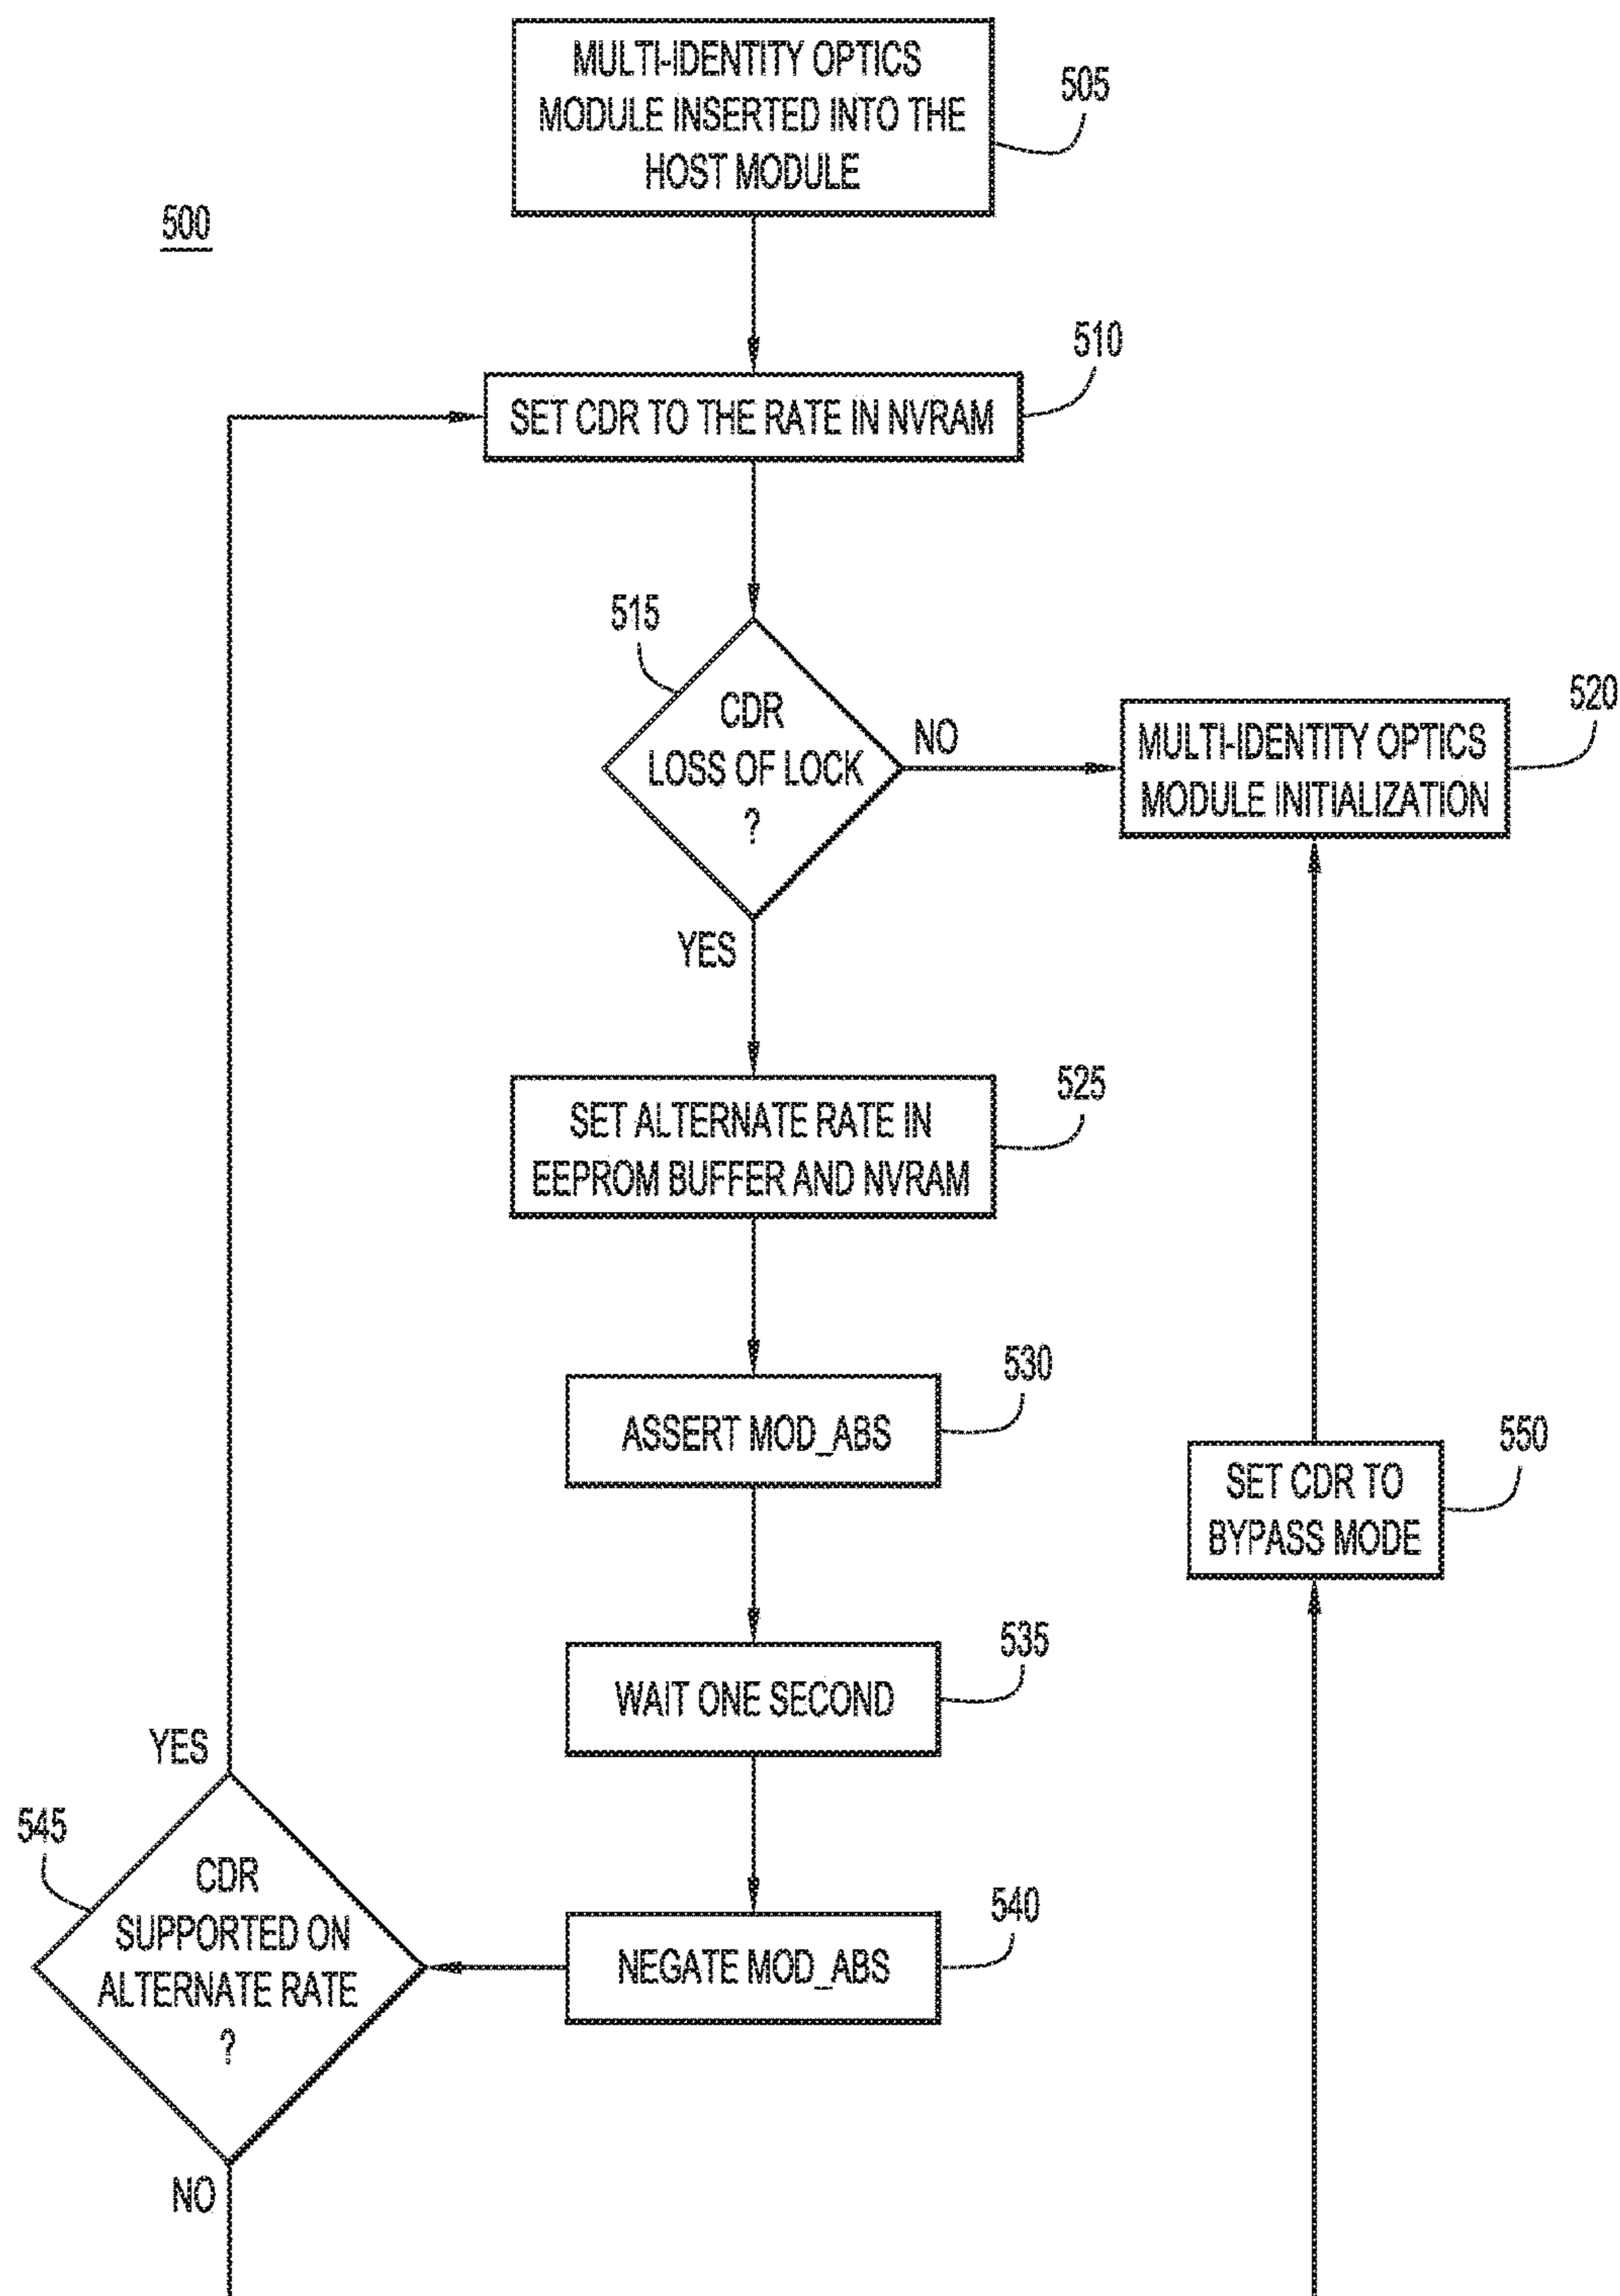 MULTI-IDENTITY OPTICS
MODULE INSERTED INTO THE
HOST MODULE
505
500
510
SET CDR TO THE RATE IN NVRAM
515
CDR
LOSS OF LOCK
?
NO
520
MULTI-IDENTITY OPTICS
MODULE INITIALIZATION
YES
525
SET ALTERNATE RATE IN
EEPROM BUFFER AND NVRAM
530
ASSERT MOD_ABS
550
SET CDR TO
BYPASS MODE
535
WAIT ONE SECOND
YES
545
CDR
SUPPORTED ON
ALTERNATE RATE
?
540
NEGATE MOD_ABS
NO